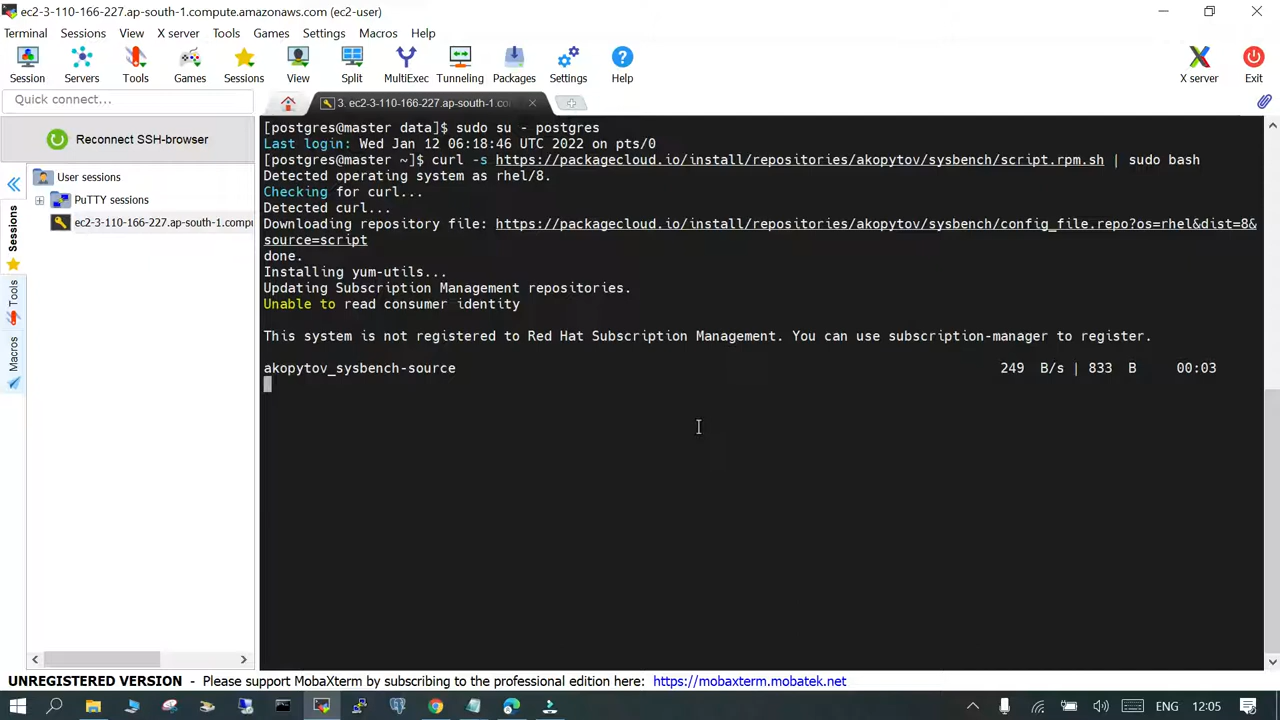 ec2-3-110-166-227.ap-south-1.compute.amazonaws.com (ec2-user)
Terminal Sessions View X server Tools Games Settings Macros Help
Session Servers Tools Games Sessions View Split MultiExec Tunneling Packages Settings Help X server Exit
Quick connect...
3. ec2-3-110-166-227.ap-south-1.co
Reconnect SSH-browser
User sessions
PuTTY sessions
ec2-3-110-166-227.ap-south-1.compu
Sessions
Tools
Macros
[postgres@master data]$ sudo su - postgres
Last login: Wed Jan 12 06:18:46 UTC 2022 on pts/0
[postgres@master ~]$ curl -s https://packagecloud.io/install/repositories/akopytov/sysbench/script.rpm.sh | sudo bash
Detected operating system as rhel/8.
Checking for curl...
Detected curl...
Downloading repository file: https://packagecloud.io/install/repositories/akopytov/sysbench/config_file.repo?os=rhel&dist=8&
source=script
done.
Installing yum-utils...
Updating Subscription Management repositories.
Unable to read consumer identity
This system is not registered to Red Hat Subscription Management. You can use subscription-manager to register.
akopytov_sysbench-source 249 B/s | 833 B 00:03
UNREGISTERED VERSION - Please support MobaXterm by subscribing to the professional edition here: https://mobaxterm.mobatek.net
ENG 12:05